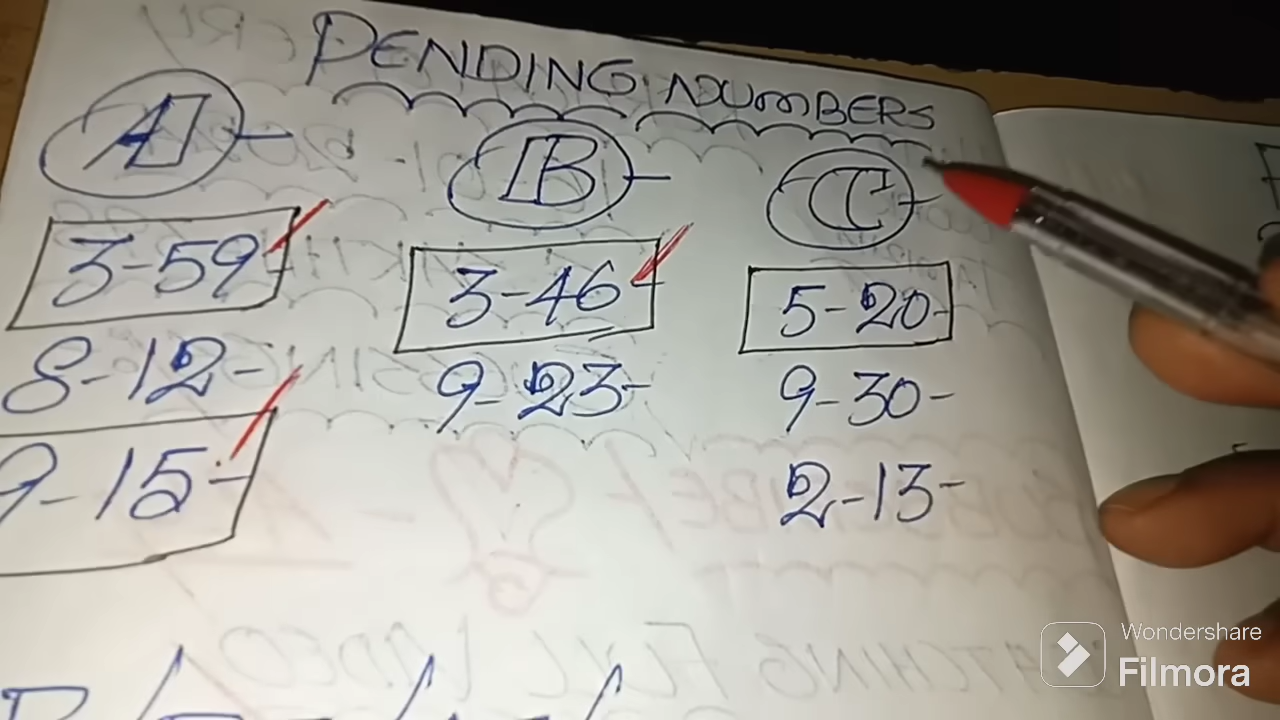 PENDING NUMBERS
A - B - C -
3-59- 3-46- 5-20-
8-12- 9-23- 9-30-
9-15- 2-13-
Wondershare
Filmora